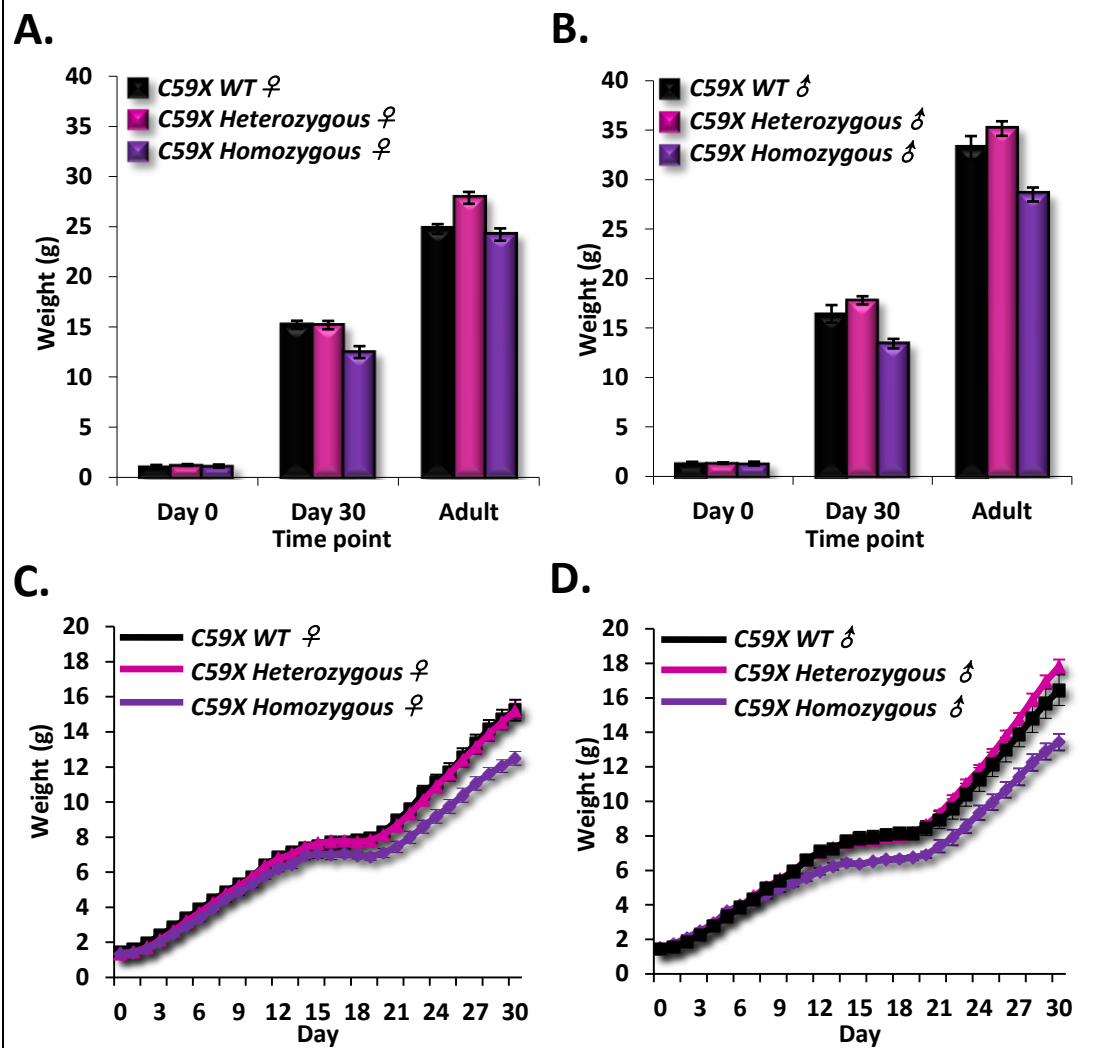 A.
Weight (g)
40
35
30
25
20
15
10
5
0
C59X WT ♀
C59X Heterozygous ♀
C59X Homozygous ♀
Day 0 Day 30 Adult
Time point
B.
Weight (g)
40
35
30
25
20
15
10
5
0
C59X WT ♂
C59X Heterozygous ♂
C59X Homozygous ♂
Day 0 Day 30 Adult
Time point
C.
Weight (g)
20
18
16
14
12
10
8
6
4
2
0
C59X WT ♀
C59X Heterozygous ♀
C59X Homozygous ♀
0 3 6 9 12 15 18 21 24 27 30
Day
D.
Weight (g)
20
18
16
14
12
10
8
6
4
2
0
C59X WT ♂
C59X Heterozygous ♂
C59X Homozygous ♂
0 3 6 9 12 15 18 21 24 27 30
Day